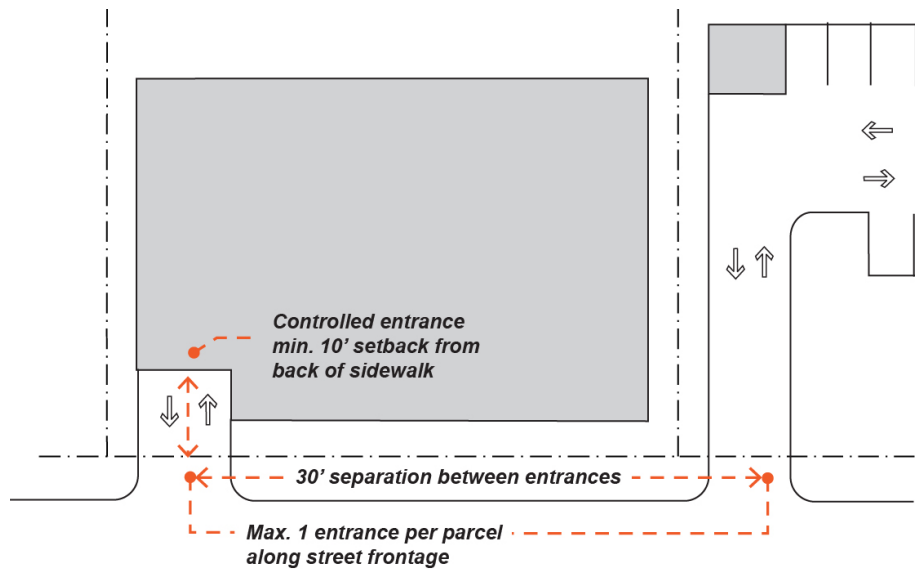 Controlled entrance
min. 10’ setback from
back of sidewalk
30’ separation between entrances
Max. 1 entrance per parcel
along street frontage